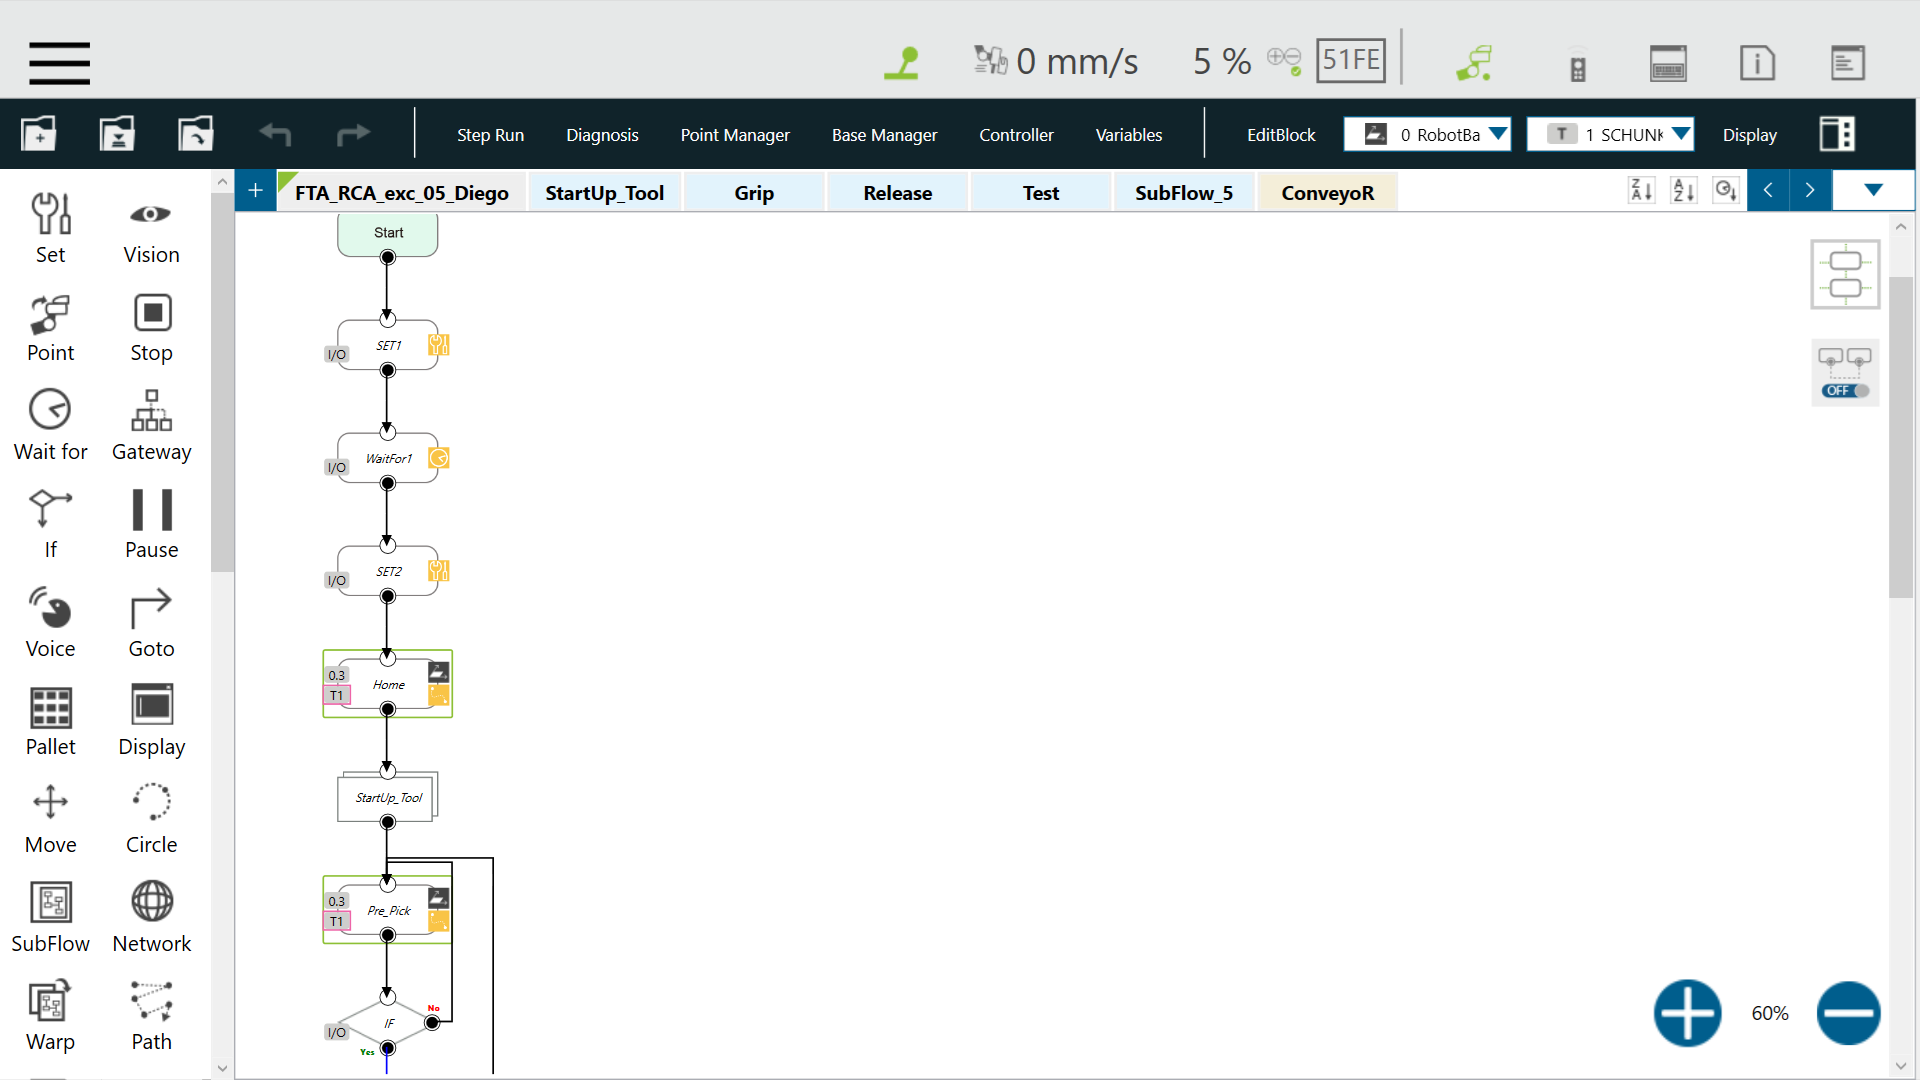 0 mm/s 5 % 51FE
Step Run Diagnosis Point Manager Base Manager Controller Variables EditBlock 0 RobotBa T 1 SCHUNK Display
+ FTA_RCA_exc_05_Diego StartUp_Tool Grip Release Test SubFlow_5 ConveyoR
Set Vision
Point Stop
Wait for Gateway
If Pause
Voice Goto
Pallet Display
Move Circle
SubFlow Network
Warp Path
Start
SET1
I/O
WaitFor1
I/O
SET2
I/O
0.3
Home
T1
StartUp_Tool
0.3
Pre_Pick
T1
No
IF
I/O
Yes
Z A
A Z
OFF
60%